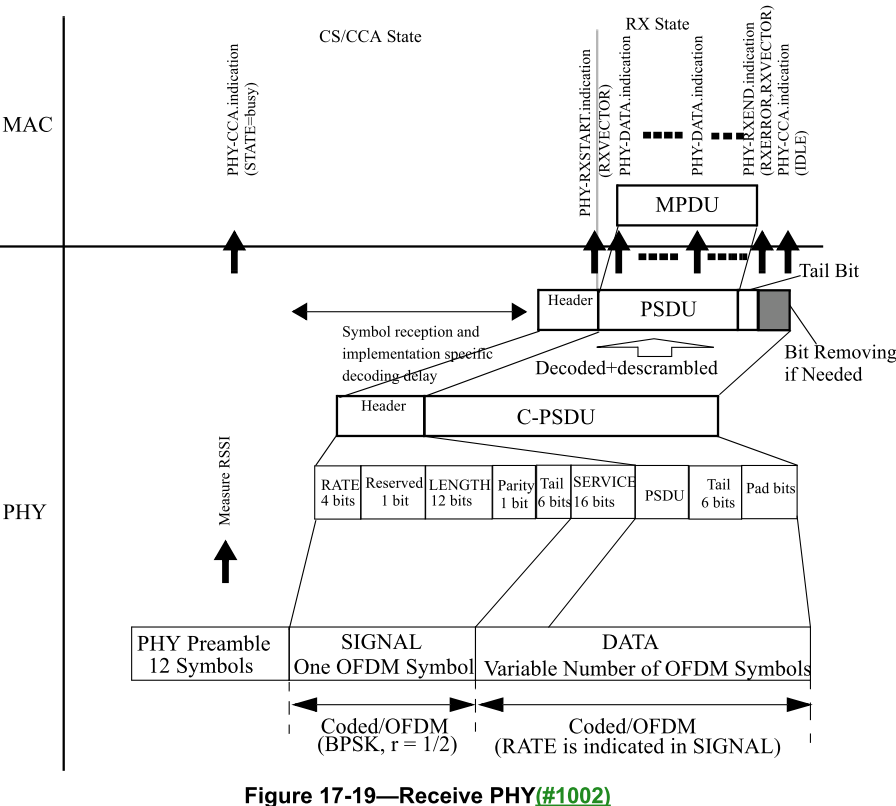 CS/CCA State
RX State
MAC
PHY-CCA.indication
(STATE=busy)
PHY-RXSTART.indication
(RXVECTOR)
PHY-DATA.indication
PHY-DATA.indication
PHY-RXEND.indication
(RXERROR,RXVECTOR)
PHY-CCA.indication
(IDLE)
MPDU
Tail Bit
Header
PSDU
Symbol reception and
implementation specific
decoding delay
Decoded+descrambled
Bit Removing
if Needed
Header
C-PSDU
Measure RSSI
PHY
RATE
4 bits
Reserved
1 bit
LENGTH
12 bits
Parity
1 bit
Tail
6 bits
SERVICE
16 bits
PSDU
Tail
6 bits
Pad bits
PHY Preamble
12 Symbols
SIGNAL
One OFDM Symbol
DATA
Variable Number of OFDM Symbols
Coded/OFDM
(BPSK, r = 1/2)
Coded/OFDM
(RATE is indicated in SIGNAL)
Figure 17-19—Receive PHY(#1002)